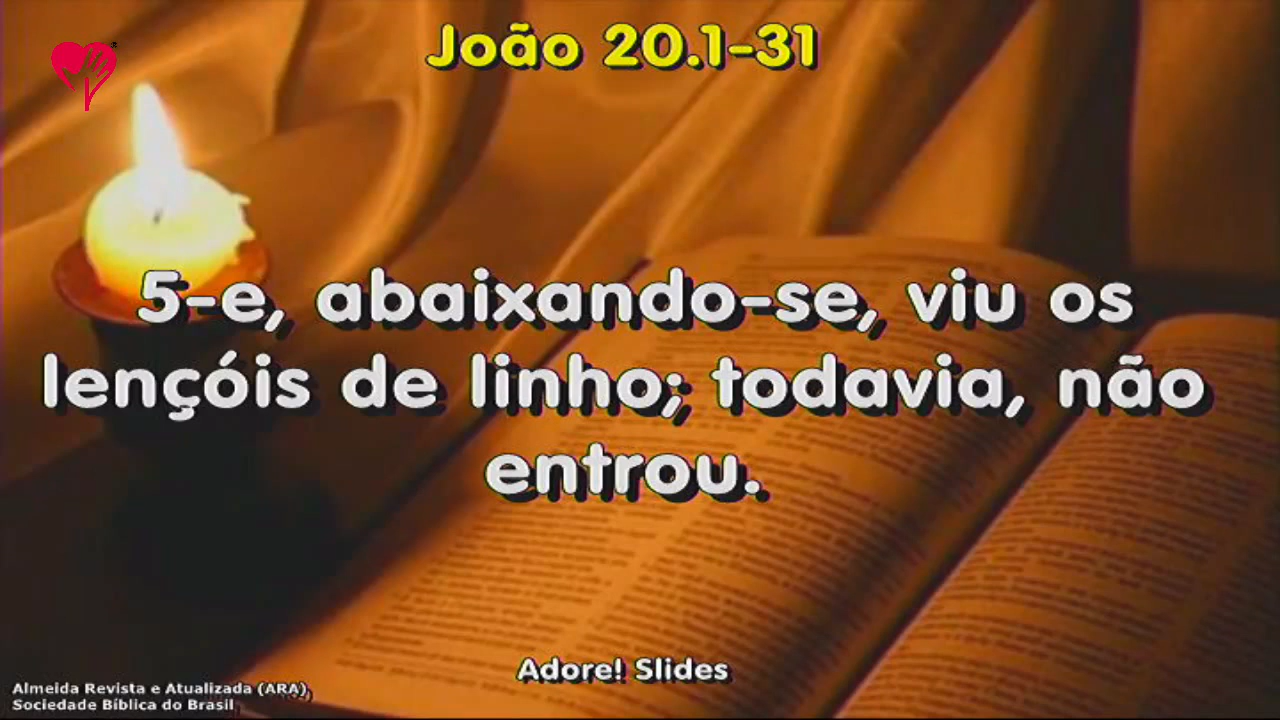 João 20.1-31
5-e, abaixando-se, viu os
lençóis de linho; todavia, não
entrou.
Adore! Slides
Almeida Revista e Atualizada (ARA)
Sociedade Bíblica do Brasil